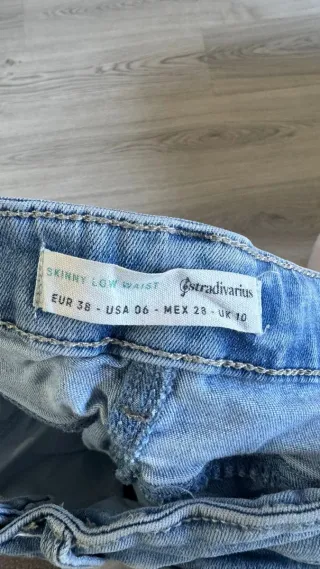 SKINNY LOW WAIST
Stradivarius
EUR 38 - USA 06 - MEX 28 - UK 10